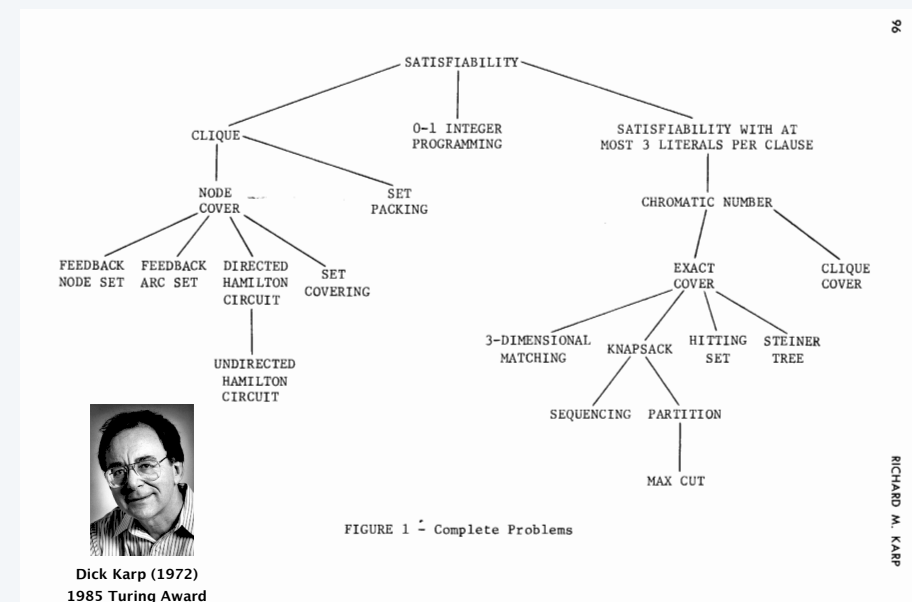 96
SATISFIABILITY
CLIQUE
0-1 INTEGER
PROGRAMMING
SATISFIABILITY WITH AT
MOST 3 LITERALS PER CLAUSE
NODE
COVER
SET
PACKING
CHROMATIC NUMBER
FEEDBACK
NODE SET
FEEDBACK
ARC SET
DIRECTED
HAMILTON
CIRCUIT
SET
COVERING
EXACT
COVER
CLIQUE
COVER
UNDIRECTED
HAMILTON
CIRCUIT
3-DIMENSIONAL
MATCHING
KNAPSACK
HITTING
SET
STEINER
TREE
SEQUENCING
PARTITION
MAX CUT
FIGURE 1 - Complete Problems
RICHARD M. KARP
Dick Karp (1972)
1985 Turing Award